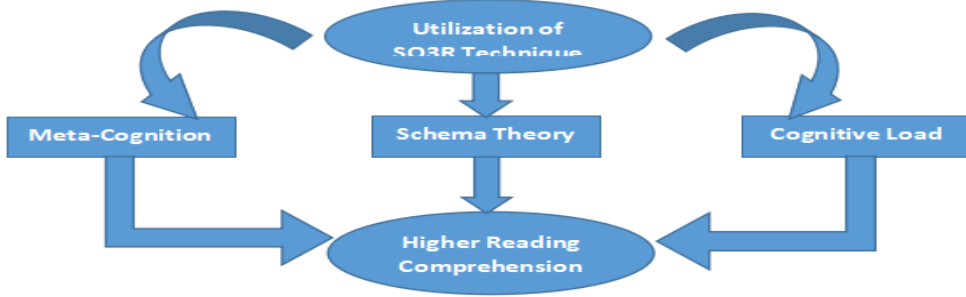 Utilization of
SQ3R Technique
Meta-Cognition
Schema Theory
Cognitive Load
Higher Reading
Comprehension